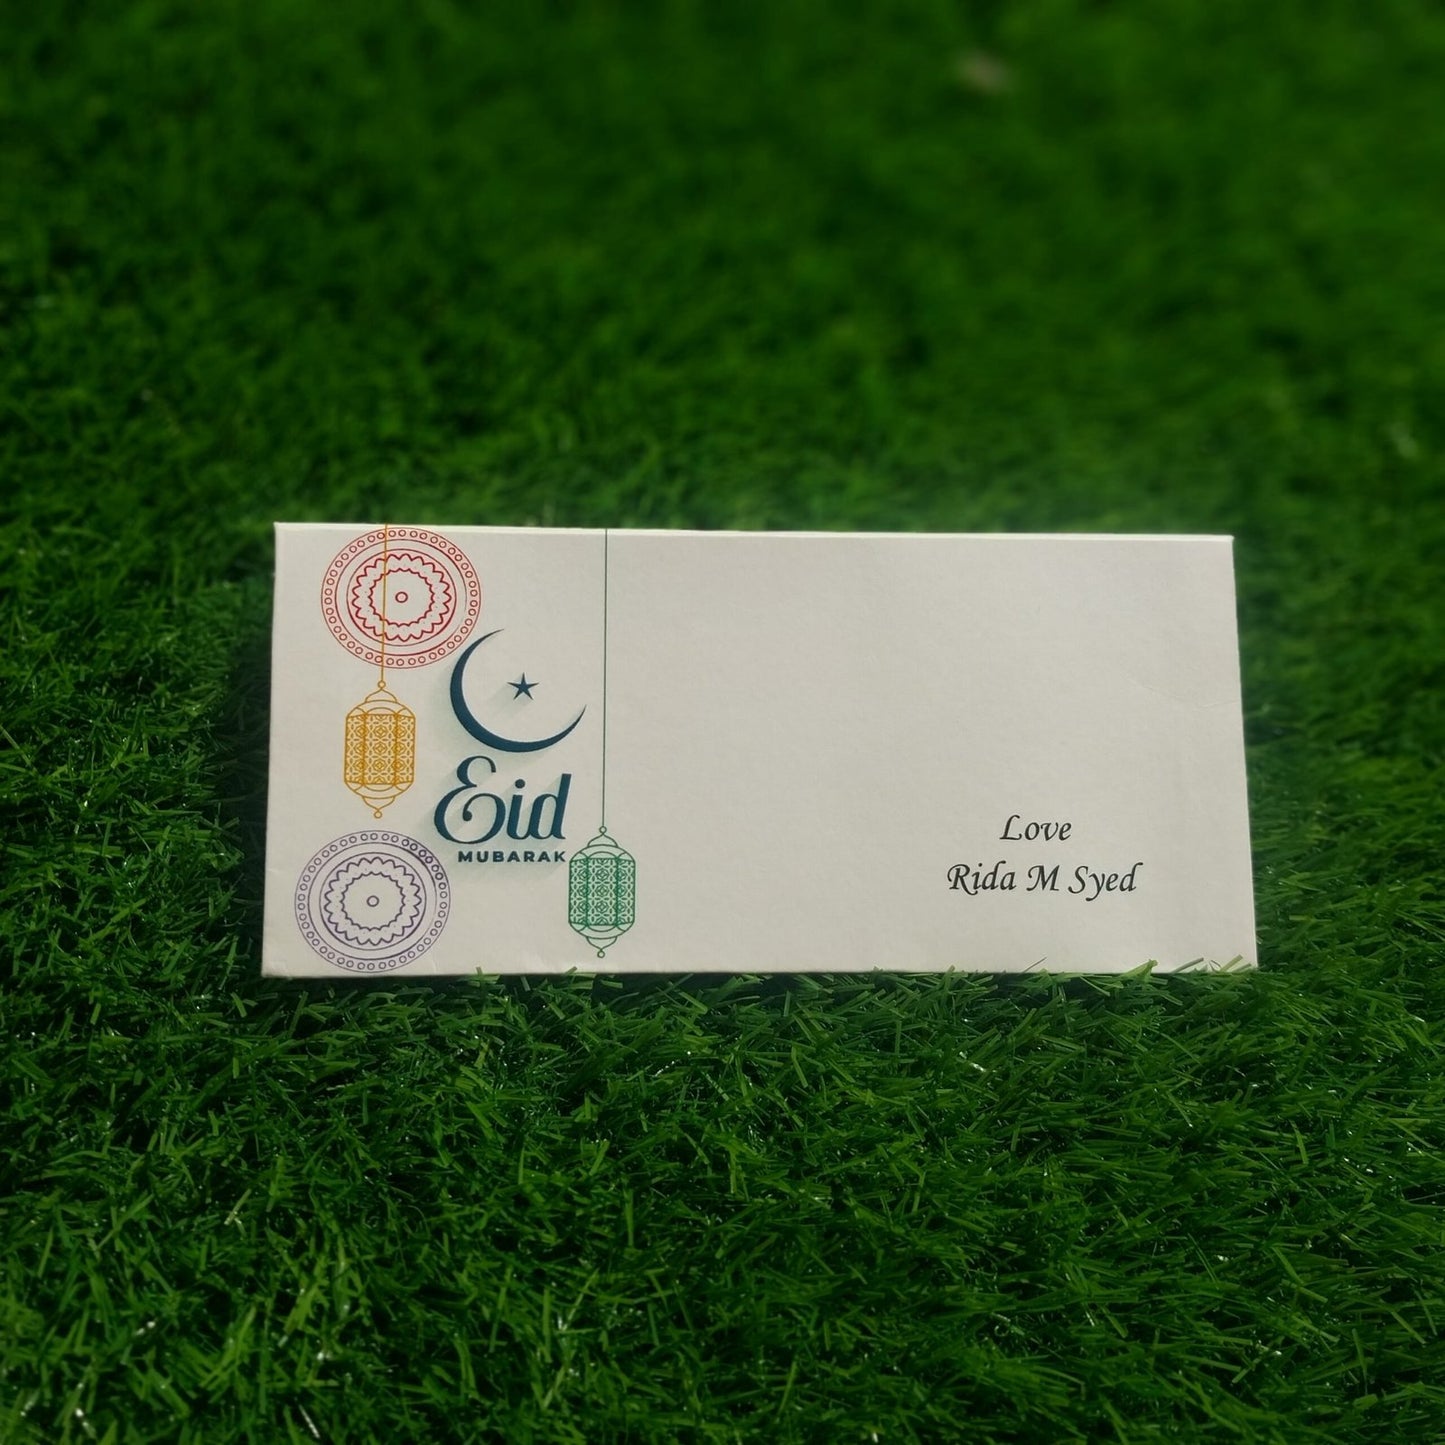 Eid
MUBARAK
Love
Rida M Syed